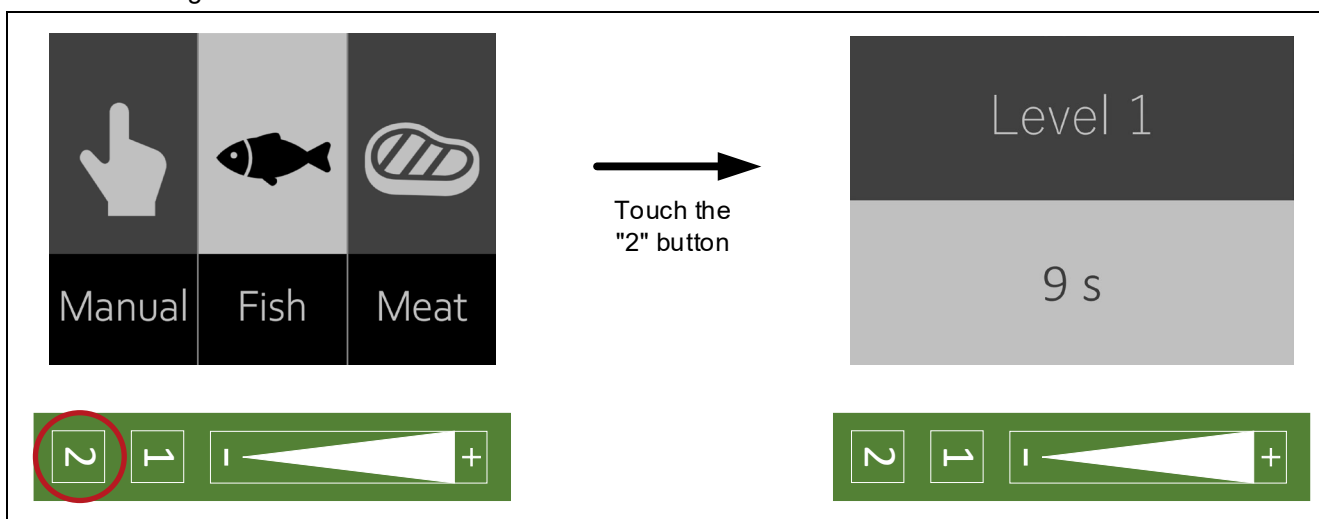 Level 1
Touch the
"2" button
9 s
Manual Fish Meat
2 1 - +
2 1 - +